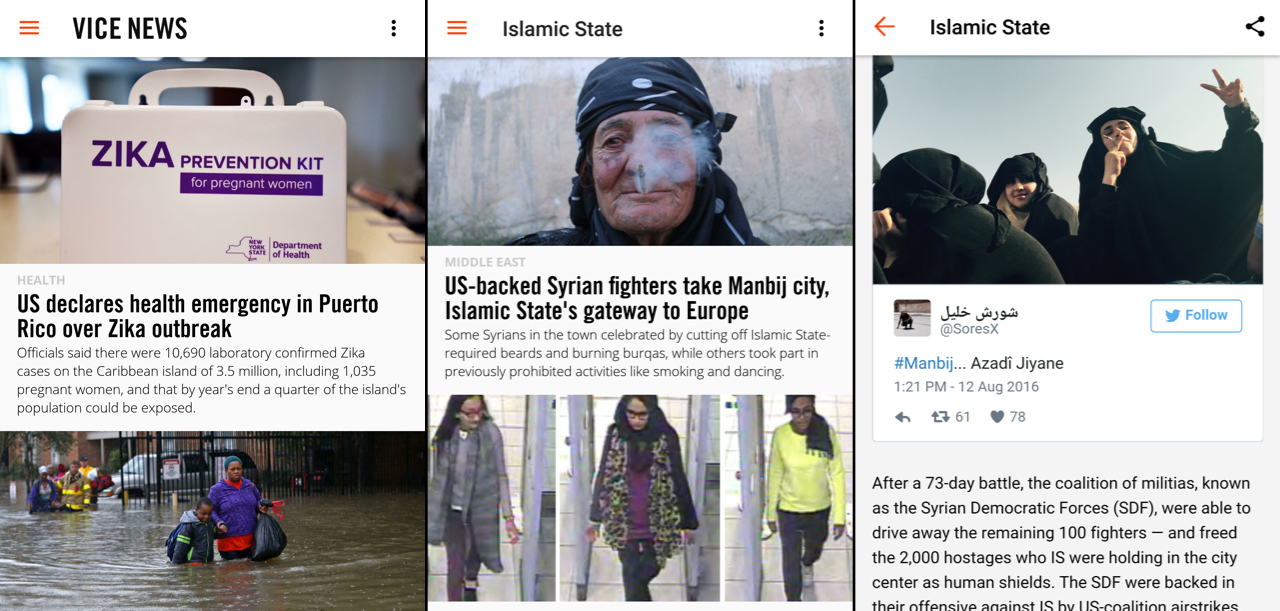 VICE NEWS
ZIKA PREVENTION KIT
for pregnant women
NEW
YORK
STATE
Department
of Health
HEALTH
US declares health emergency in Puerto
Rico over Zika outbreak
Officials said there were 10,690 laboratory confirmed Zika
cases on the Caribbean island of 3.5 million, including 1,035
pregnant women, and that by year's end a quarter of the island's
population could be exposed.
Islamic State
MIDDLE EAST
US-backed Syrian fighters take Manbij city,
Islamic State's gateway to Europe
Some Syrians in the town celebrated by cutting off Islamic State-
required beards and burning burqas, while others took part in
previously prohibited activities like smoking and dancing.
Islamic State
شورش خليل
@SoresX
Follow
#Manbij... Azadî Jiyane
1:21 PM - 12 Aug 2016
61 78
After a 73-day battle, the coalition of militias, known
as the Syrian Democratic Forces (SDF), were able to
drive away the remaining 100 fighters — and freed
the 2,000 hostages who IS were holding in the city
center as human shields. The SDF were backed in
their offensive against IS by US-coalition airstrikes,